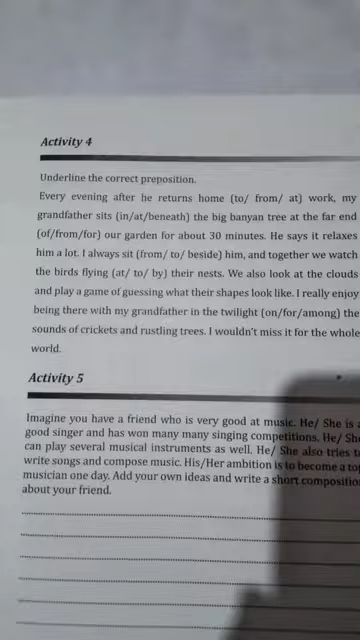 Activity 4
Underline the correct preposition.
Every evening after he returns home (to/ from/ at) work, my
grandfather sits (in/at/beneath) the big banyan tree at the far end
(of/from/for) our garden for about 30 minutes. He says it relaxes
him a lot. I always sit (from/ to/ beside) him, and together we watch
the birds flying (at/ to/ by) their nests. We also look at the clouds
and play a game of guessing what their shapes look like. I really enjoy
being there with my grandfather in the twilight (on/for/among) the
sounds of crickets and rustling trees. I wouldn't miss it for the whole
world.
Activity 5
Imagine you have a friend who is very good at music. He/ She is a
good singer and has won many many singing competitions. He/ She
can play several musical instruments as well. He/ She also tries to
write songs and compose music. His/Her ambition is to become a top
musician one day. Add your own ideas and write a short composition
about your friend.